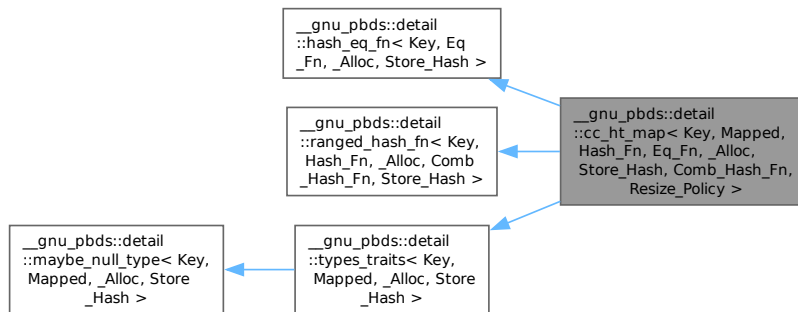 __gnu_pbds::detail
::hash_eq_fn< Key, Eq
_Fn, _Alloc, Store_Hash >
__gnu_pbds::detail
::cc_ht_map< Key, Mapped,
Hash_Fn, Eq_Fn, _Alloc,
Store_Hash, Comb_Hash_Fn,
Resize_Policy >
__gnu_pbds::detail
::ranged_hash_fn< Key,
Hash_Fn, _Alloc, Comb
_Hash_Fn, Store_Hash >
__gnu_pbds::detail
::maybe_null_type< Key,
Mapped, _Alloc, Store
_Hash >
__gnu_pbds::detail
::types_traits< Key,
Mapped, _Alloc, Store
_Hash >